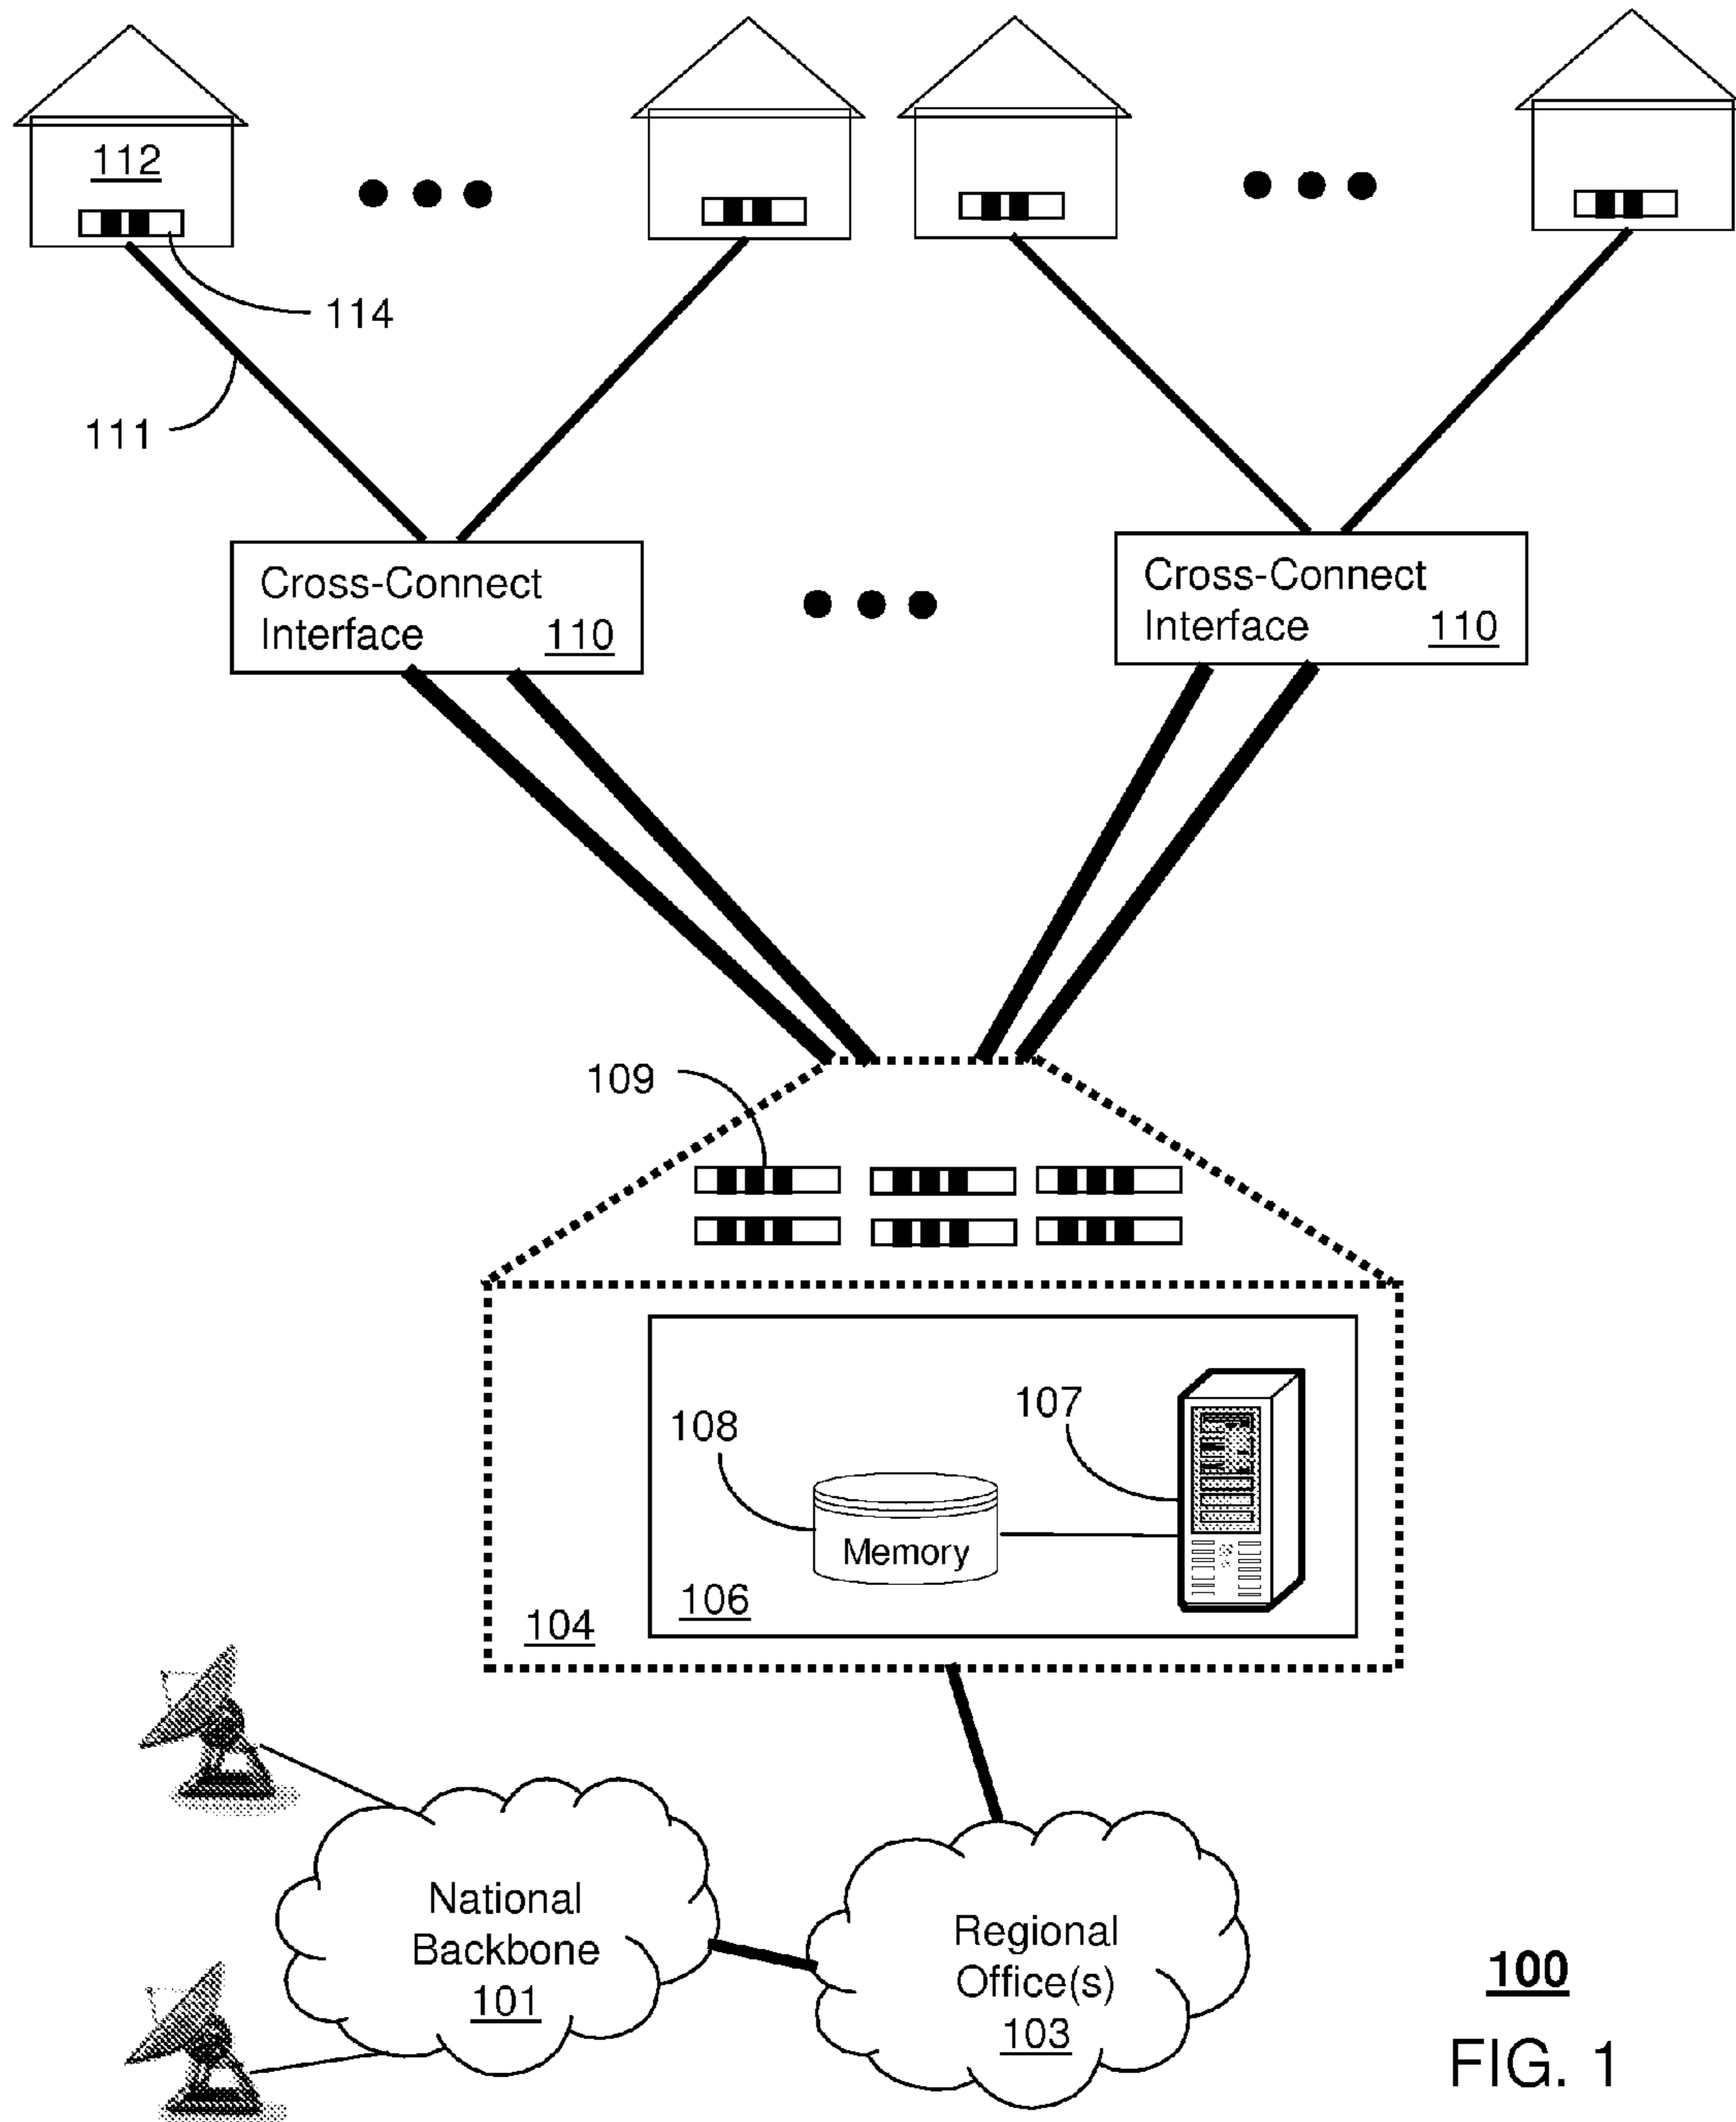 112
114
111
Cross-Connect
Interface 110
Cross-Connect
Interface 110
109
107
108
Memory
106
104
National
Backbone
101
Regional
Office(s)
103
100
FIG. 1